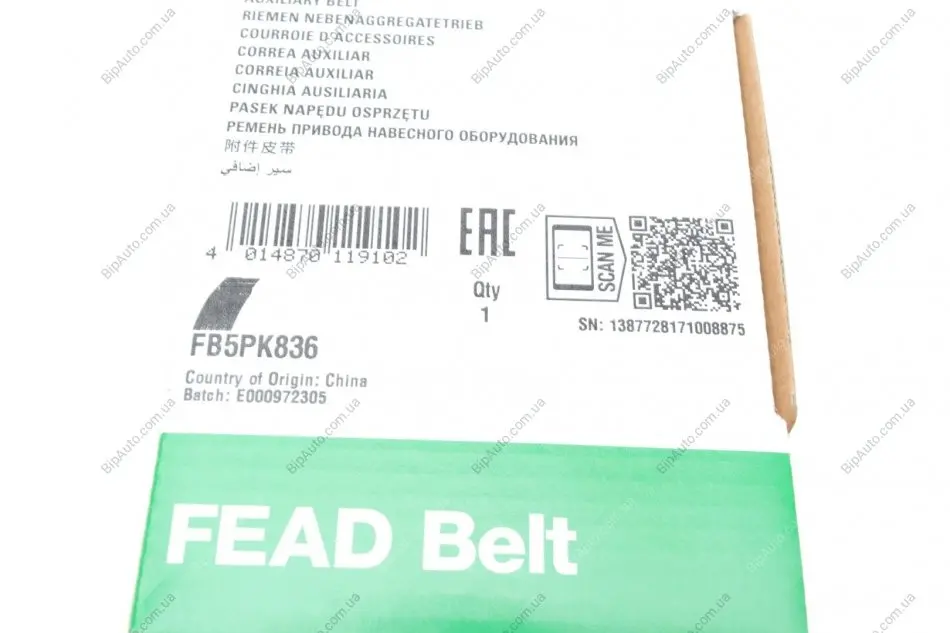 AUXILIARY BELT
RIEMEN NEBENAGGREGATETRIEB
COURROIE D'ACCESSOIRES
CORREA AUXILIAR
CORREIA AUXILIAR
CINGHIA AUSILIARIA
PASEK NAPĘDU OSPRZĘTU
РЕМЕНЬ ПРИВОДА НАВЕСНОГО ОБОРУДОВАНИЯ
附件皮带
سير إضافي
4 014870 119102
EAC
Qty
1
SCAN ME
SN: 1387728171008875
FB5PK836
Country of Origin: China
Batch: E000972305
FEAD Belt
BipAuto.com.ua